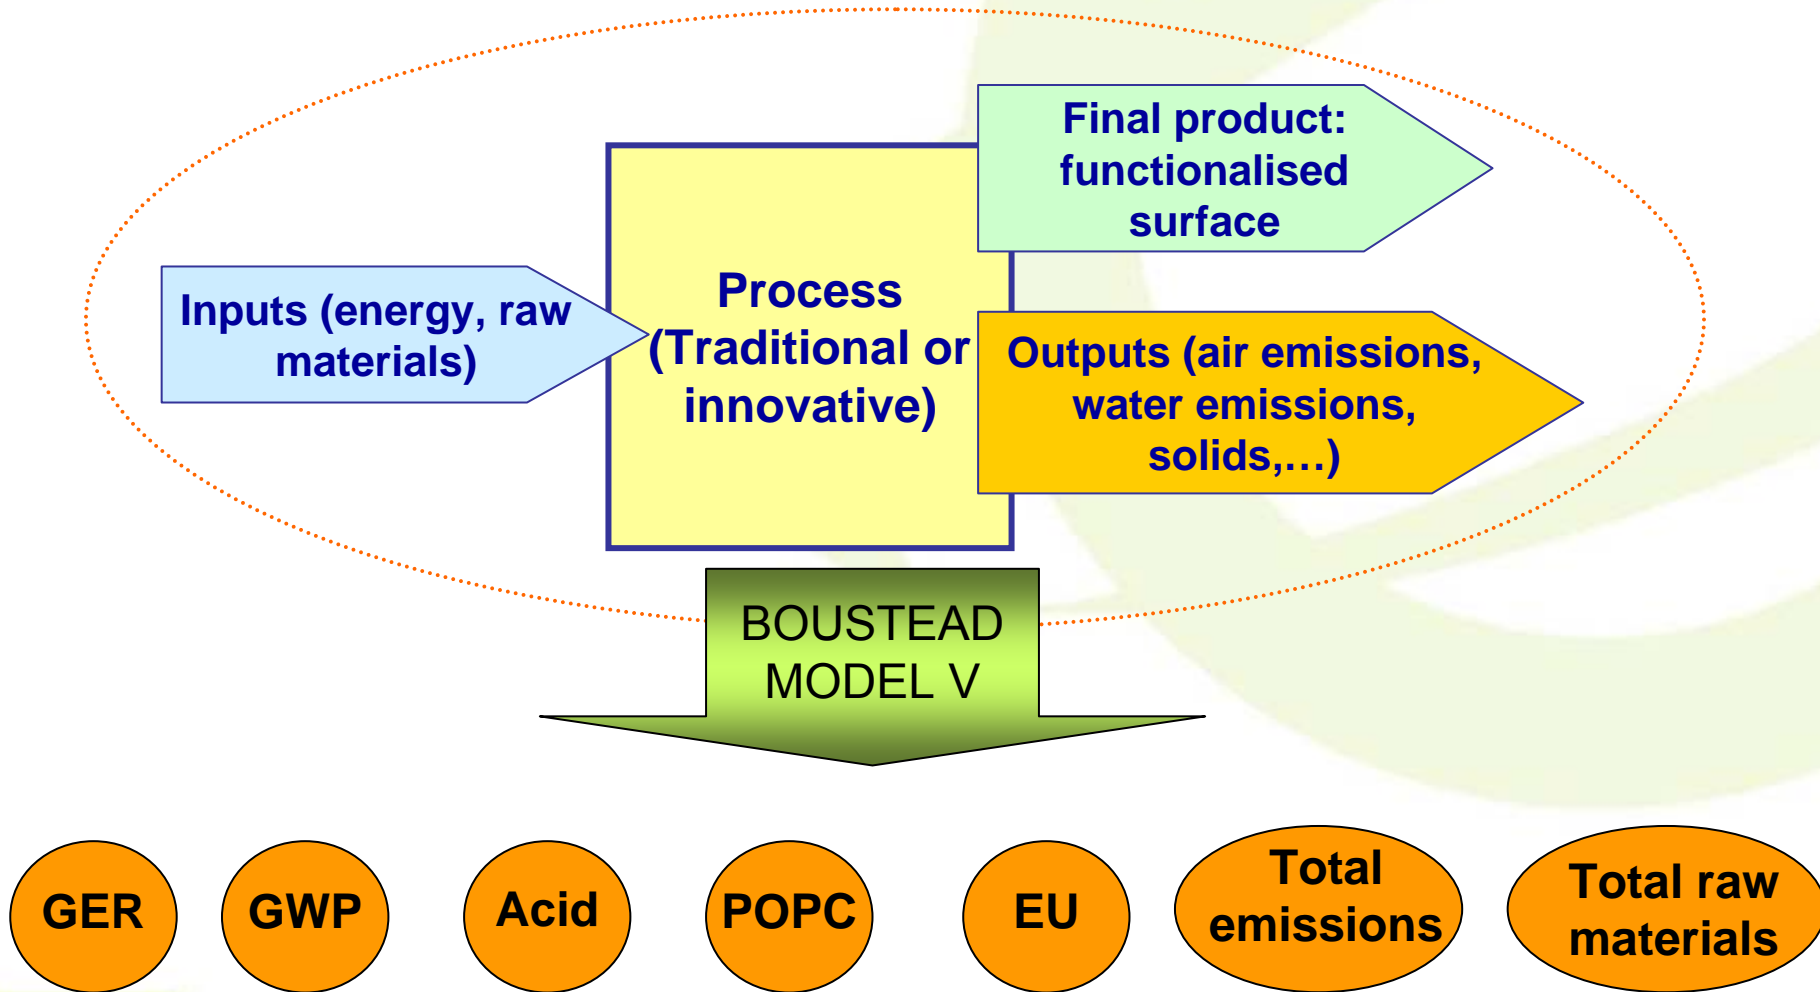 Final product:
functionalised
surface
Inputs (energy, raw
materials)
Process
(Traditional or
innovative)
Outputs (air emissions,
water emissions,
solids,…)
BOUSTEAD
MODEL V
GER
GWP
Acid
POPC
EU
Total
emissions
Total raw
materials